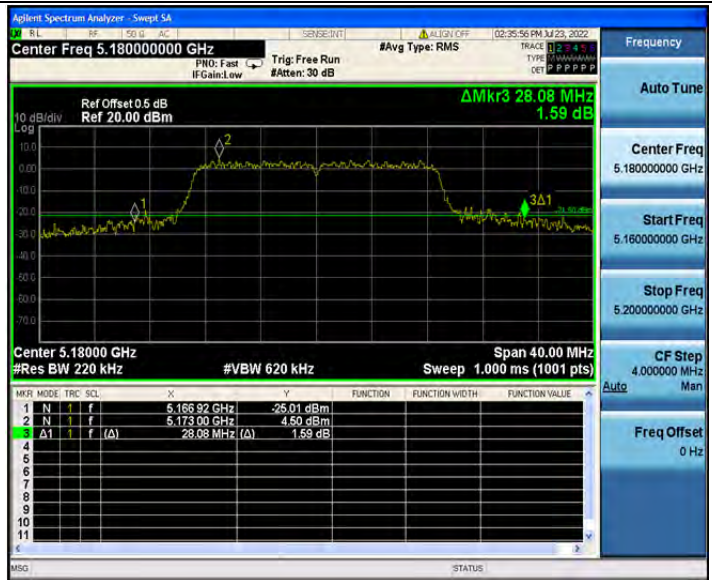 Agilent Spectrum Analyzer - Swept SA
RL RF 50 Ω AC SENSE:INT ALIGN OFF 02:35:56 PM Jul 23, 2022
Center Freq 5.180000000 GHz #Avg Type: RMS TRACE 1 2 3 4 5 6
PNO: Fast Trig: Free Run TYPE M WWWWW
IFGain:Low #Atten: 30 dB DET P P P P P P
Frequency
Auto Tune
Center Freq
5.180000000 GHz
Start Freq
5.160000000 GHz
Stop Freq
5.200000000 GHz
CF Step
4.000000 MHz
Auto Man
Freq Offset
0 Hz
Ref Offset 0.5 dB ΔMkr3 28.08 MHz
10 dB/div Ref 20.00 dBm 1.59 dB
Log
10.0
0.00
-10.0
-20.0
-30.0
-40.0
-50.0
-60.0
-70.0
2
1
3Δ1
-21.50 dBm
Center 5.18000 GHz Span 40.00 MHz
#Res BW 220 kHz #VBW 620 kHz Sweep 1.000 ms (1001 pts)
MKR MODE TRC SCL X Y FUNCTION FUNCTION WIDTH FUNCTION VALUE
1 N 1 f 5.166 92 GHz -25.01 dBm
2 N 1 f 5.173 00 GHz 4.50 dBm
3 Δ1 1 f (Δ) 28.08 MHz (Δ) 1.59 dB
4
5
6
7
8
9
10
11
MSG STATUS